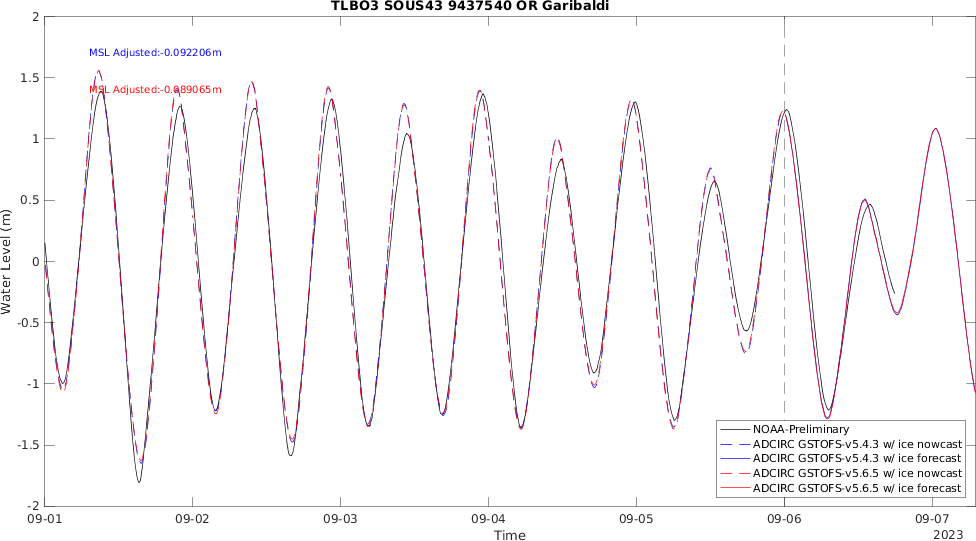 TLBO3 SOUS43 9437540 OR Garibaldi
MSL Adjusted:-0.092206m
MSL Adjusted:-0.089065m
Water Level (m)
2
1.5
1
0.5
0
-0.5
-1
-1.5
-2
NOAA-Preliminary
ADCIRC GSTOFS-v5.4.3 w/ ice nowcast
ADCIRC GSTOFS-v5.4.3 w/ ice forecast
ADCIRC GSTOFS-v5.6.5 w/ ice nowcast
ADCIRC GSTOFS-v5.6.5 w/ ice forecast
09-01 09-02 09-03 09-04 09-05 09-06 09-07
Time
2023